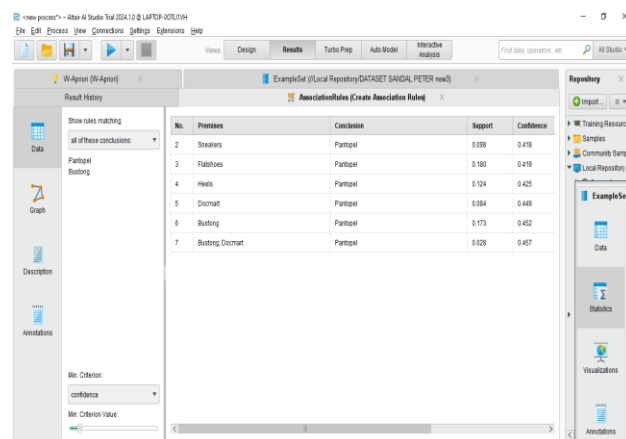 <new process*> – Altair AI Studio Trial 2024.1.0 @ LAPTOP-0OTLI1VH
File Edit Process View Connections Settings Extensions Help
Views: Design Results Turbo Prep Auto Model Interactive Analysis Find data, operators...etc All Studio
W-Apriori (W-Apriori) ExampleSet (//Local Repository/DATASET SANDAL PETER new3) Repository
Result History AssociationRules (Create Association Rules) Import...
Training Resourc
Samples
Community Samp
Local Repository
Data
Graph
Description
Annotations
Show rules matching
all of these conclusions:
Pantopel
Bustong
Min. Criterion:
confidence
Min. Criterion Value:
No. Premises Conclusion Support Confidence
2 Sneakers Pantopel 0.098 0.418
3 Flatshoes Pantopel 0.180 0.419
4 Heels Pantopel 0.124 0.425
5 Docmart Pantopel 0.084 0.449
6 Bustong Pantopel 0.173 0.452
7 Bustong, Docmart Pantopel 0.028 0.457
ExampleSe
Data
Statistics
Visualizations
Annotations